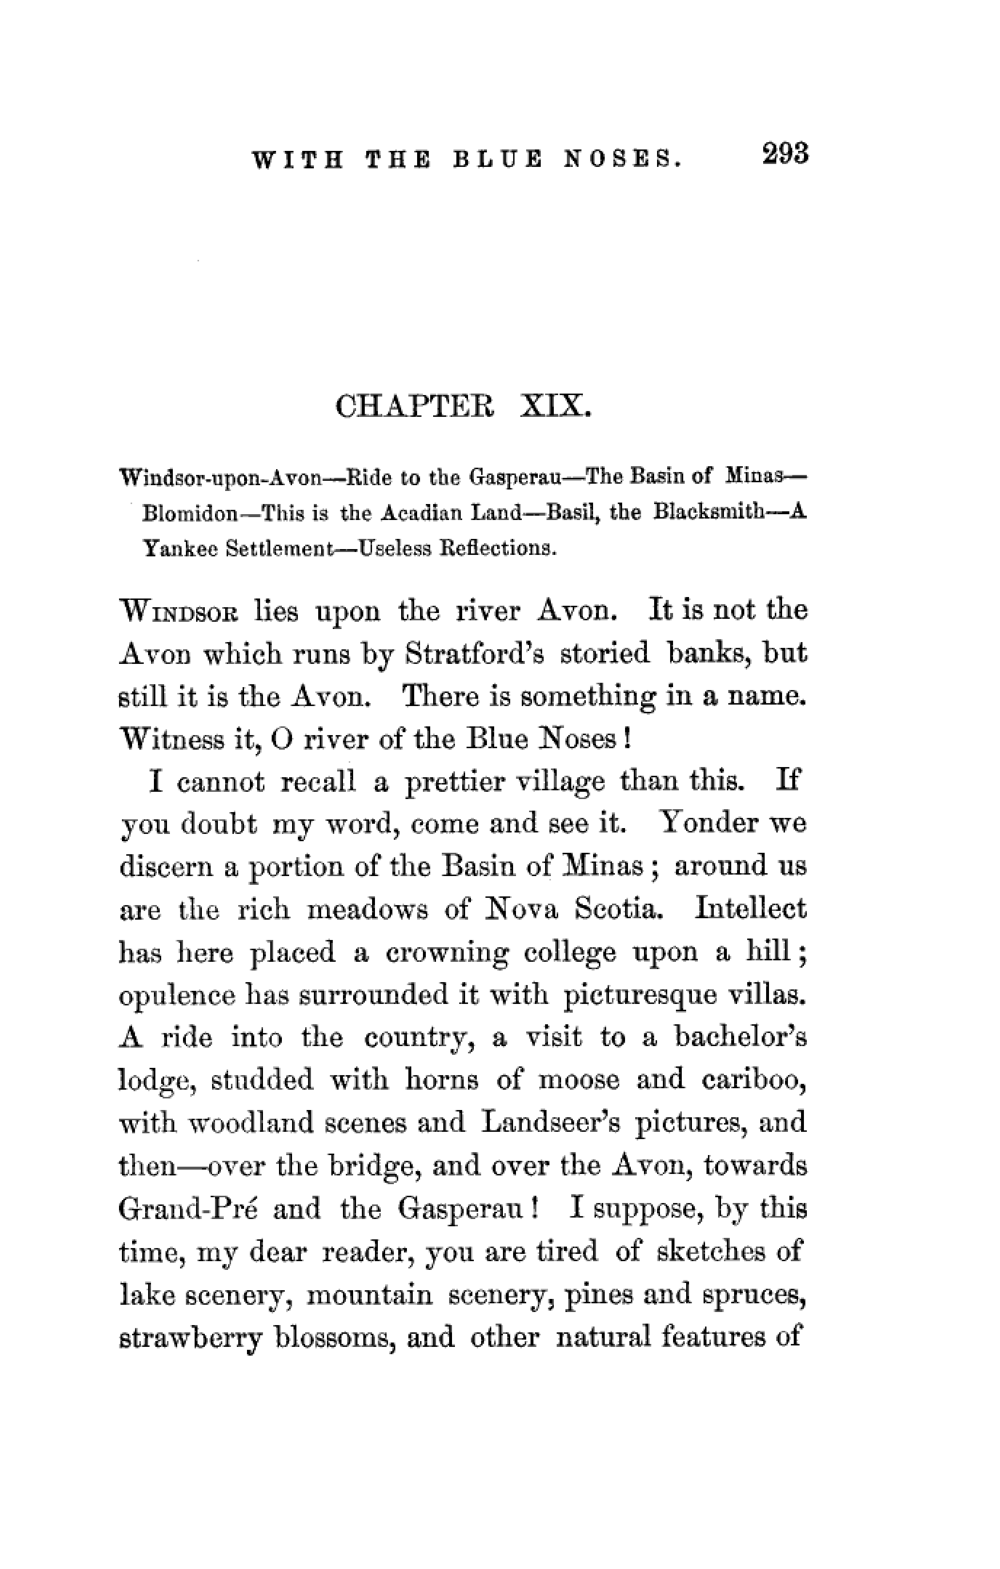 WITH THE BLUE NOSES. 293
CHAPTER XIX.
Windsor-upon-Avon—Ride to the Gasperau—The Basin of Minas—
Blomidon—This is the Acadian Land—Basil, the Blacksmith—A
Yankee Settlement—Useless Reflections.
WINDSOR lies upon the river Avon. It is not the
Avon which runs by Stratford's storied banks, but
still it is the Avon. There is something in a name.
Witness it, O river of the Blue Noses!
I cannot recall a prettier village than this. If
you doubt my word, come and see it. Yonder we
discern a portion of the Basin of Minas; around us
are the rich meadows of Nova Scotia. Intellect
has here placed a crowning college upon a hill;
opulence has surrounded it with picturesque villas.
A ride into the country, a visit to a bachelor's
lodge, studded with horns of moose and cariboo,
with woodland scenes and Landseer's pictures, and
then—over the bridge, and over the Avon, towards
Grand-Pré and the Gasperau! I suppose, by this
time, my dear reader, you are tired of sketches of
lake scenery, mountain scenery, pines and spruces,
strawberry blossoms, and other natural features of